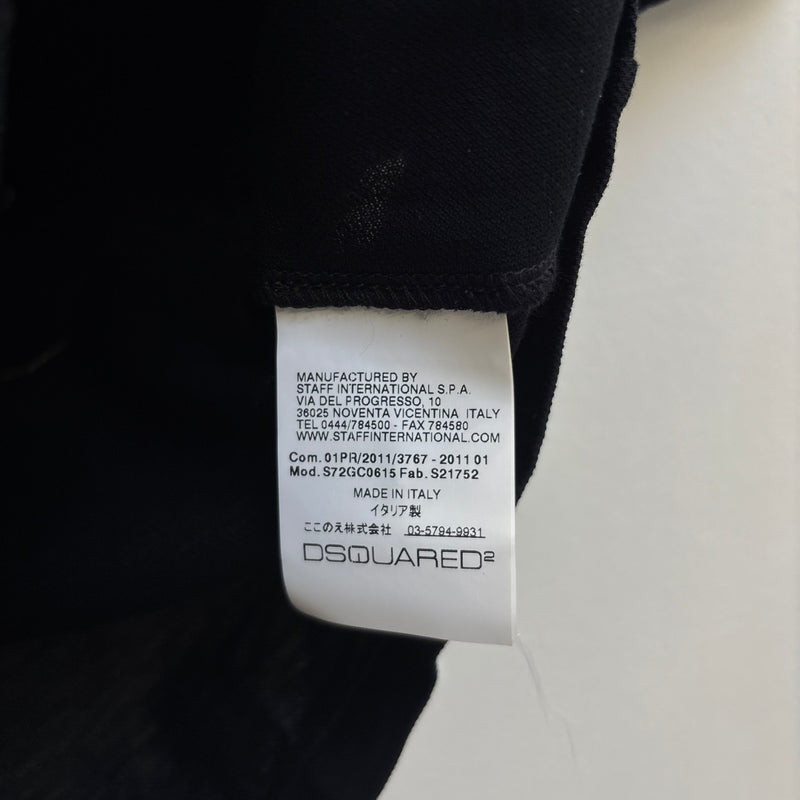 MANUFACTURED BY
STAFF INTERNATIONAL S.P.A.
VIA DEL PROGRESSO, 10
36025 NOVENTA VICENTINA ITALY
TEL 0444/784500 - FAX 784580
WWW.STAFFINTERNATIONAL.COM
Com. 01PR/2011/3767 - 2011 01
Mod. S72GC0615 Fab. S21752
MADE IN ITALY
イタリア製
ここのえ株式会社 03-5794-9931
DSQUARED²